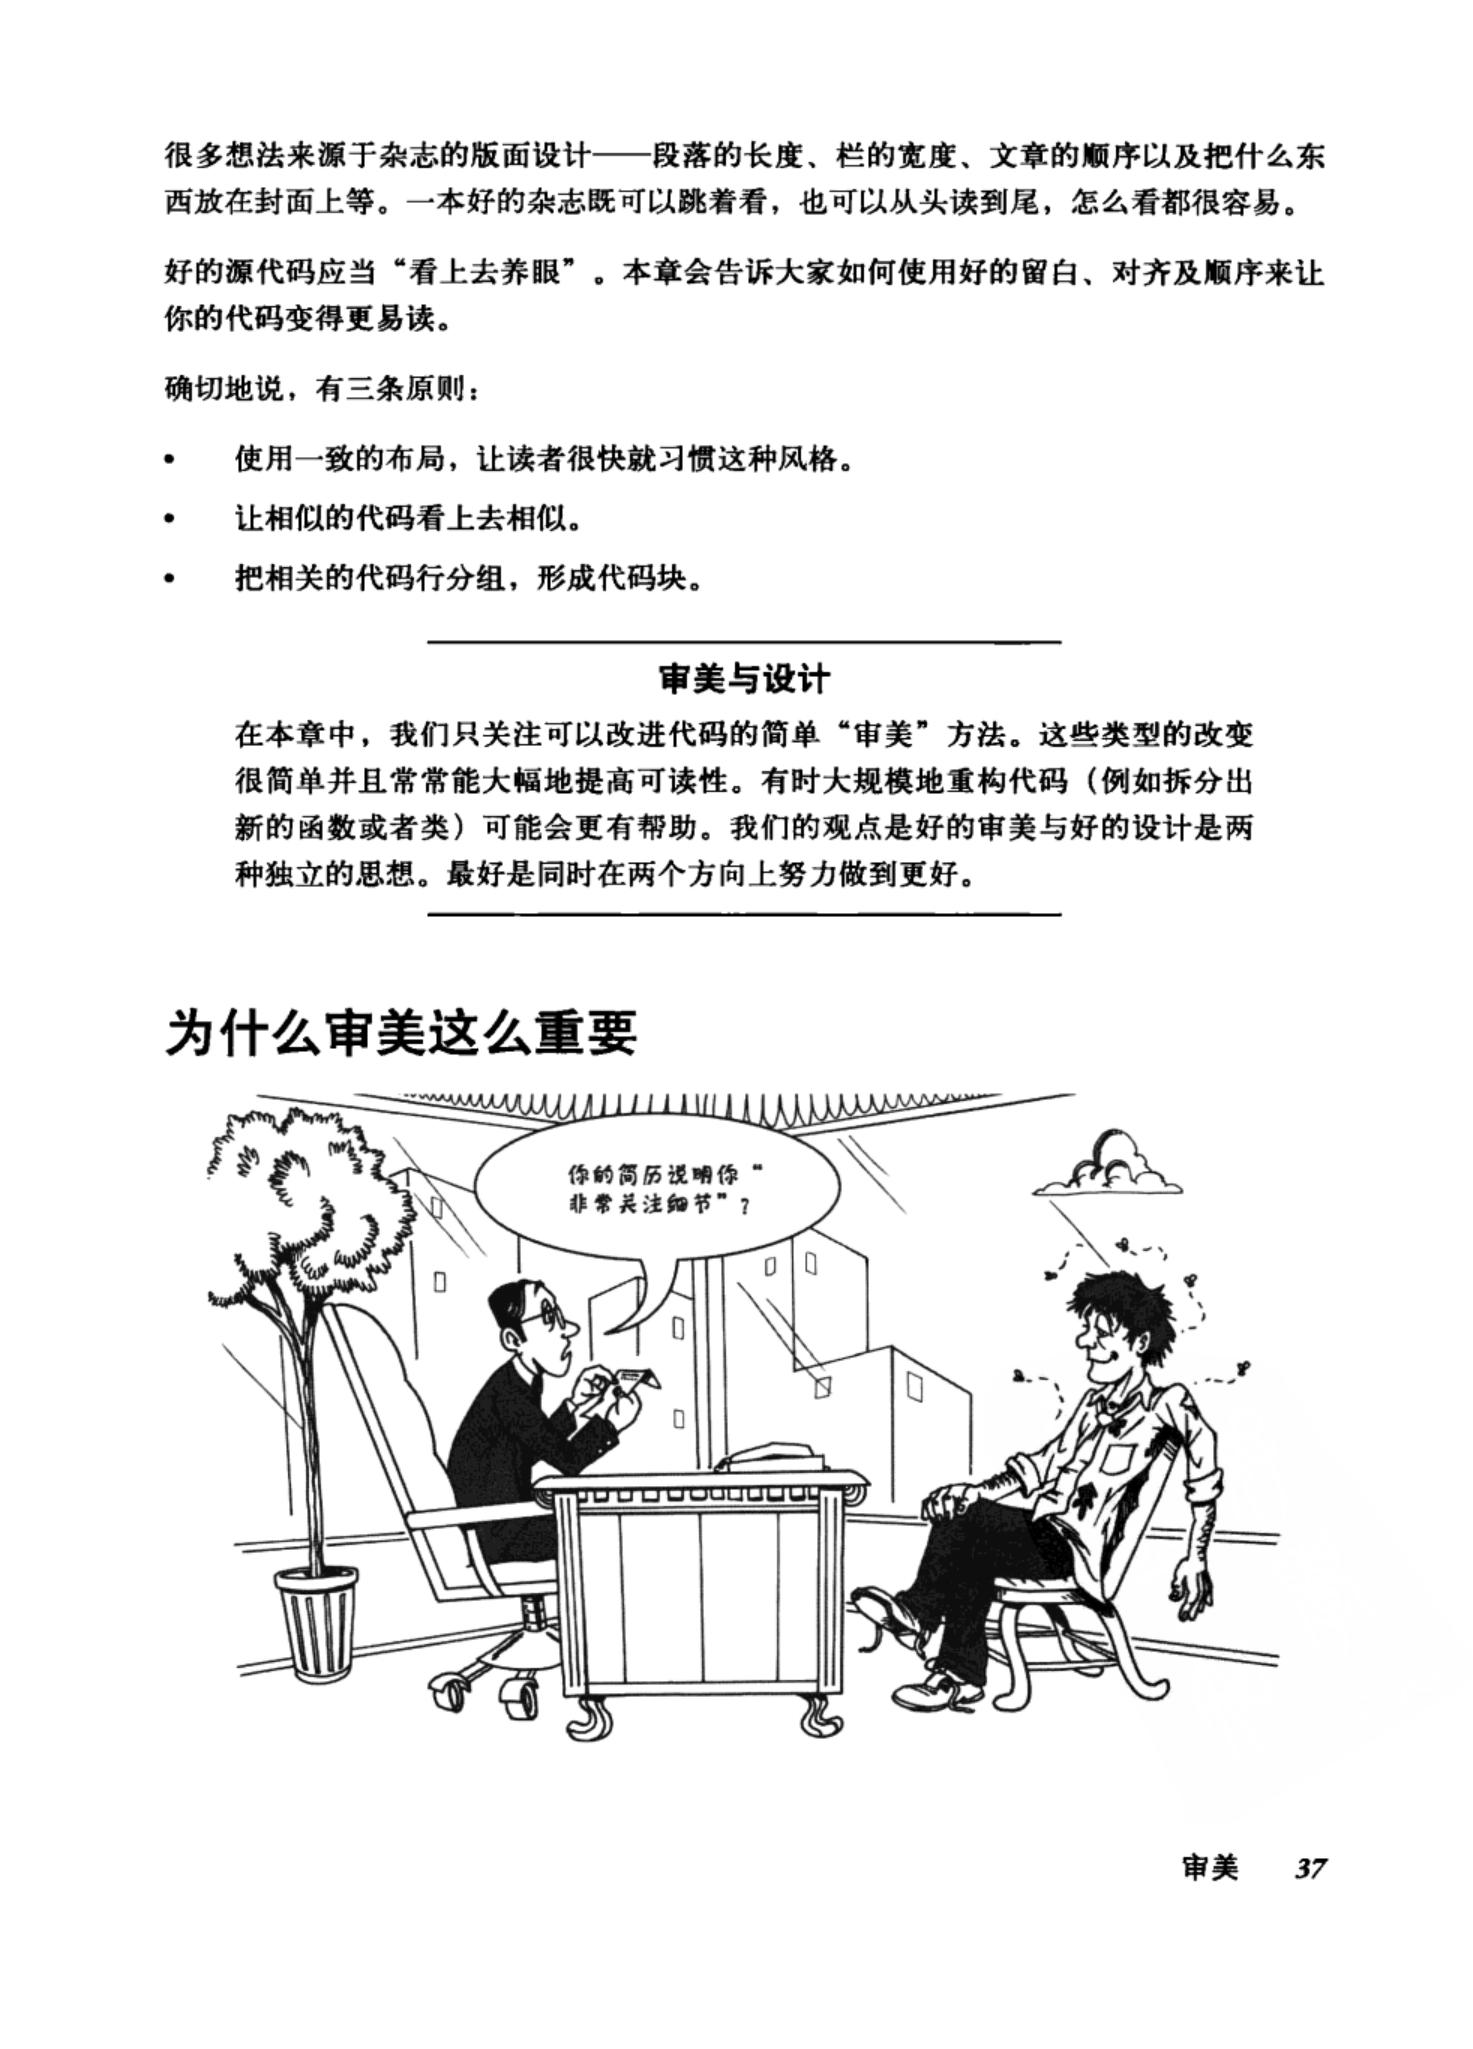 很多想法来源于杂志的版面设计——段落的长度、栏的宽度、文章的顺序以及把什么东
西放在封面上等。一本好的杂志既可以跳着看，也可以从头读到尾，怎么看都很容易。
好的源代码应当“看上去养眼”。本章会告诉大家如何使用好的留白、对齐及顺序来让
你的代码变得更易读。
确切地说，有三条原则：
• 使用一致的布局，让读者很快就习惯这种风格。
• 让相似的代码看上去相似。
• 把相关的代码行分组，形成代码块。
审美与设计
在本章中，我们只关注可以改进代码的简单“审美”方法。这些类型的改变
很简单并且常常能大幅地提高可读性。有时大规模地重构代码（例如拆分出
新的函数或者类）可能会更有帮助。我们的观点是好的审美与好的设计是两
种独立的思想。最好是同时在两个方向上努力做到更好。
为什么审美这么重要
你的简历说明你“
非常关注细节”？
审美 37